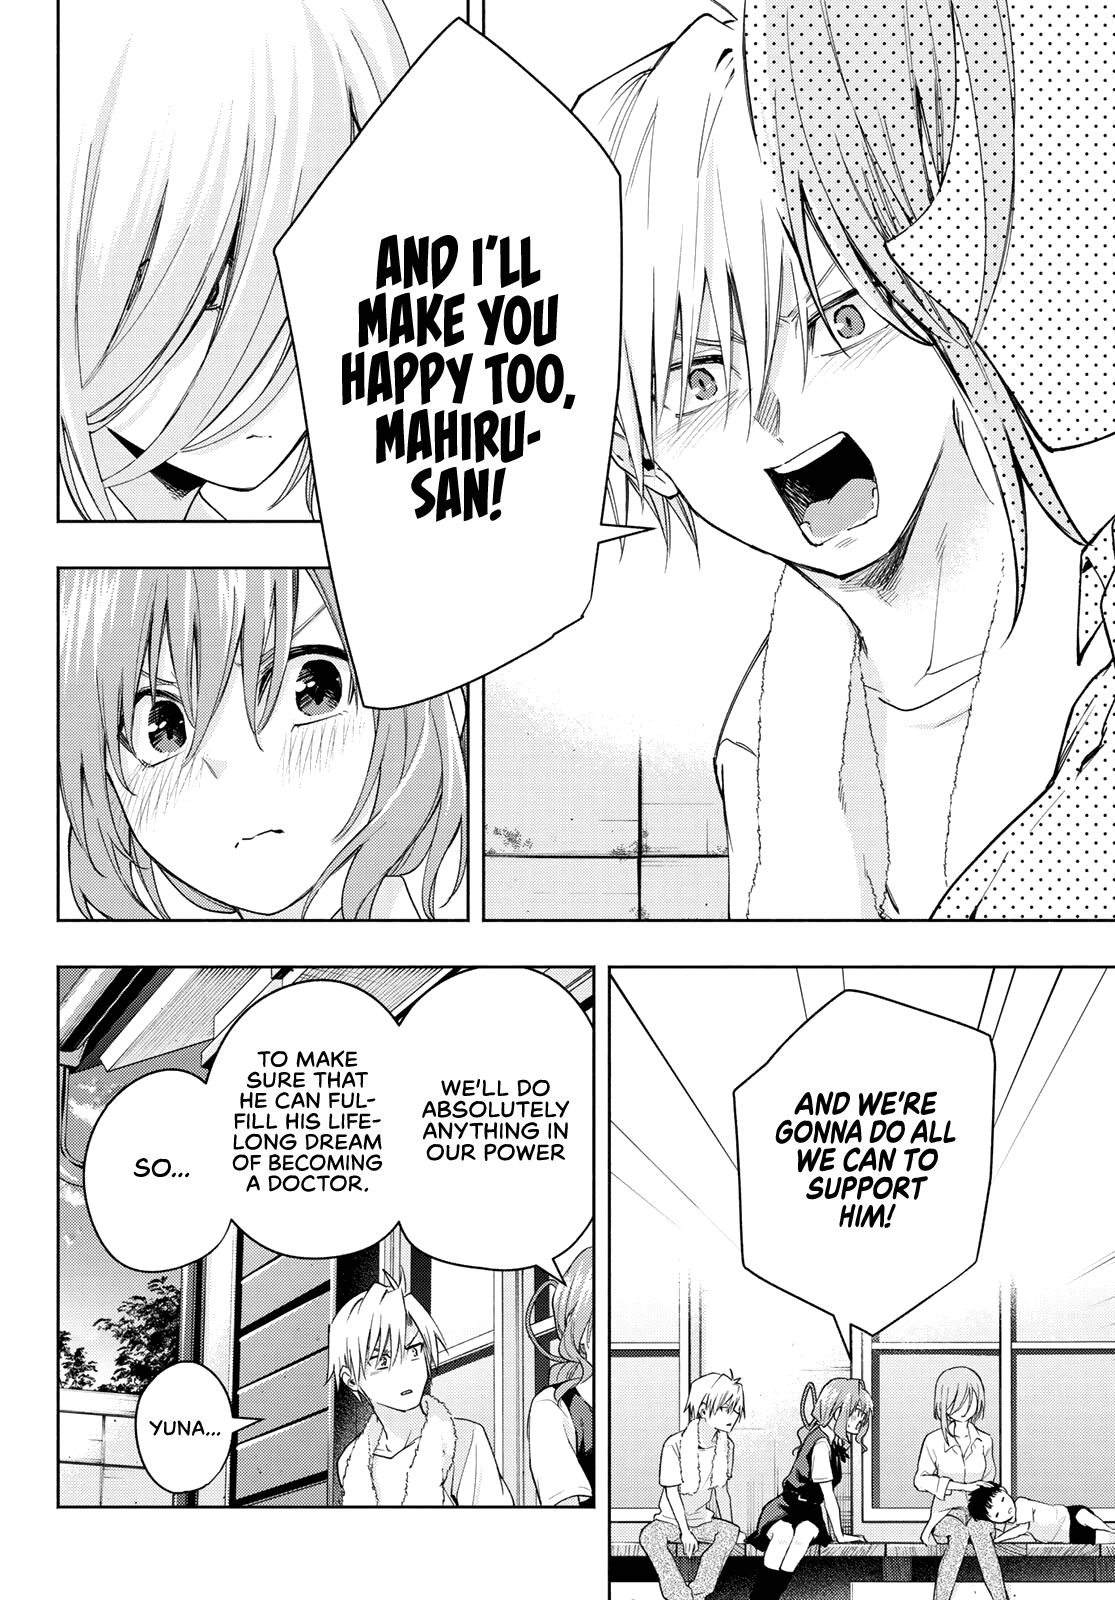 AND I'LL
MAKE YOU
HAPPY TOO,
MAHIRU-
SAN!
AND WE'RE
GONNA DO ALL
WE CAN TO
SUPPORT
HIM!
WE'LL DO
ABSOLUTELY
ANYTHING IN
OUR POWER
TO MAKE
SURE THAT
HE CAN FUL-
FILL HIS LIFE-
LONG DREAM
OF BECOMING
A DOCTOR.
SO...
YUNA...